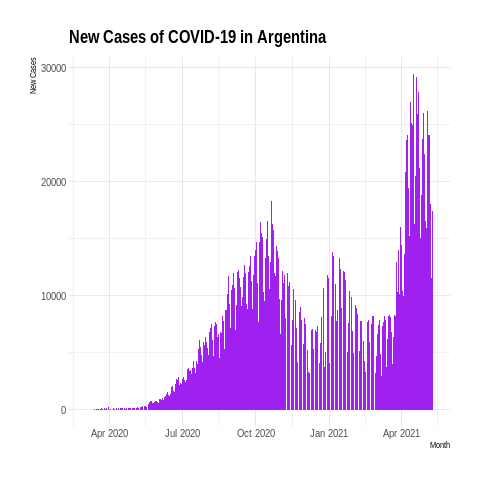 New Cases of COVID-19 in Argentina
New Cases
30000
20000
10000
0
Apr 2020 Jul 2020 Oct 2020 Jan 2021 Apr 2021
Month